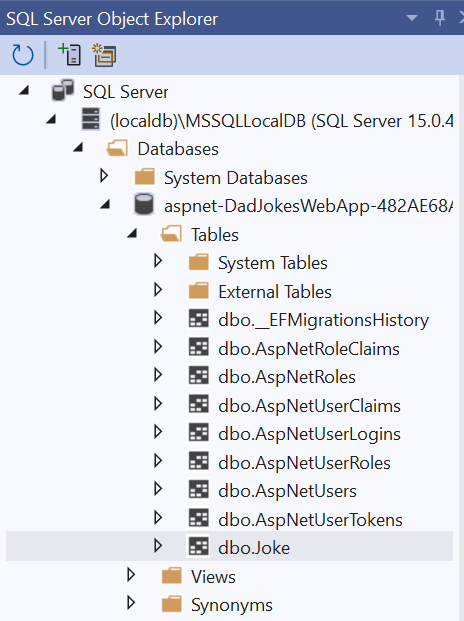 SQL Server Object Explorer
SQL Server
(localdb)\MSSQLLocalDB (SQL Server 15.0.4
Databases
System Databases
aspnet-DadJokesWebApp-482AE68A
Tables
System Tables
External Tables
dbo.__EFMigrationsHistory
dbo.AspNetRoleClaims
dbo.AspNetRoles
dbo.AspNetUserClaims
dbo.AspNetUserLogins
dbo.AspNetUserRoles
dbo.AspNetUsers
dbo.AspNetUserTokens
dbo.Joke
Views
Synonyms